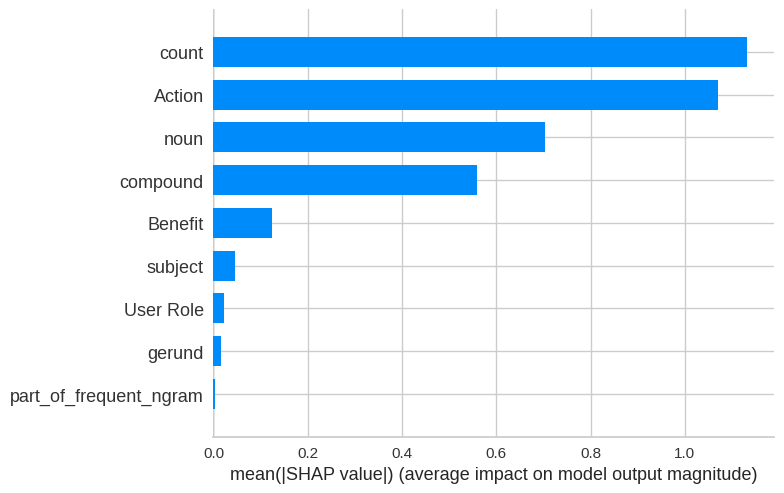 count
Action
noun
compound
Benefit
subject
User Role
gerund
part_of_frequent_ngram
0.0 0.2 0.4 0.6 0.8 1.0
mean(|SHAP value|) (average impact on model output magnitude)